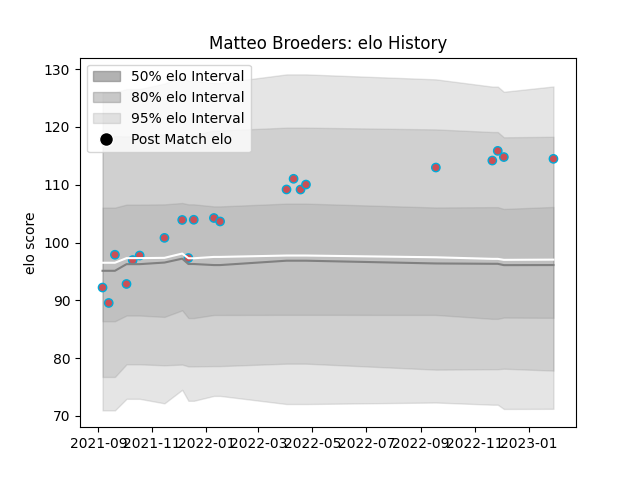 Matteo Broeders: elo History
50% elo Interval
80% elo Interval
95% elo Interval
Post Match elo
elo score
130
120
110
100
90
80
70
2021-09 2021-11 2022-01 2022-03 2022-05 2022-07 2022-09 2022-11 2023-01